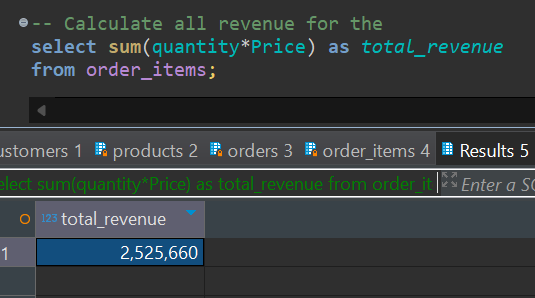 -- Calculate all revenue for the
select sum(quantity*Price) as total_revenue
from order_items;
ustomers 1 products 2 orders 3 order_items 4 Results 5
elect sum(quantity*Price) as total_revenue from order_it Enter a SQ
123 total_revenue
1 2,525,660